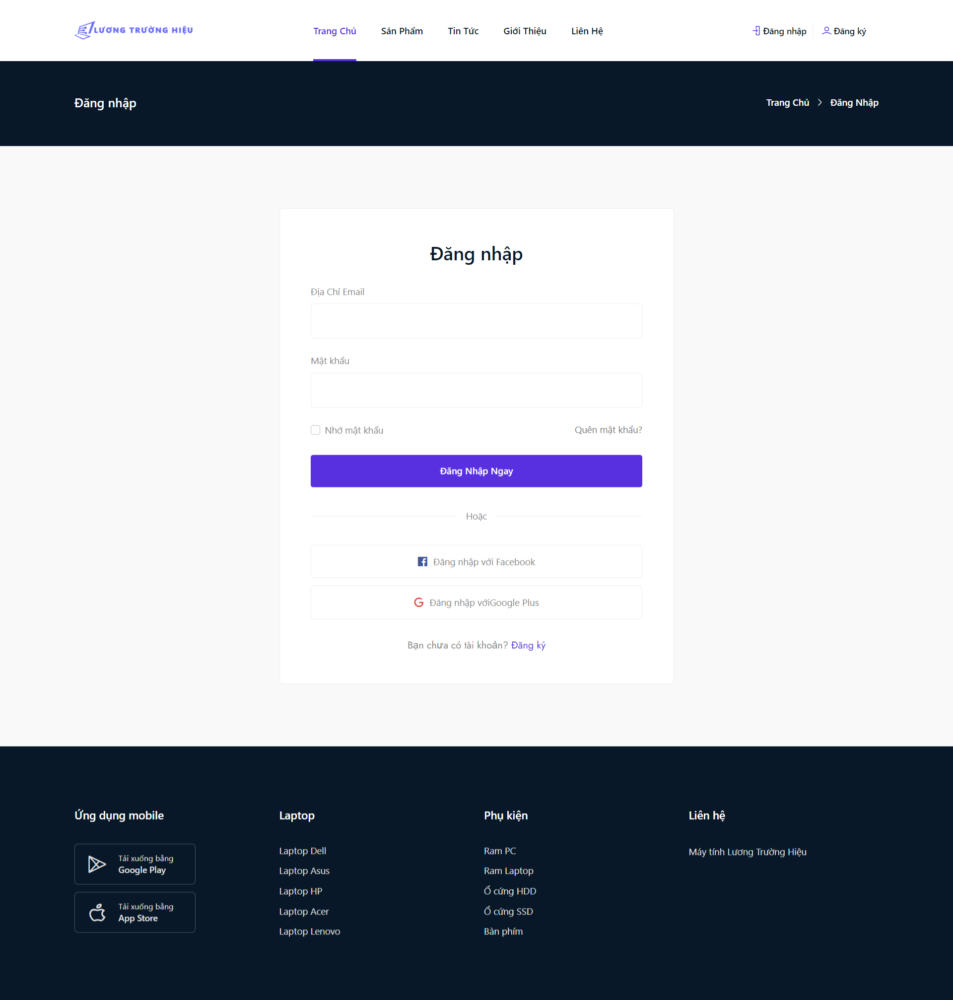 LƯƠNG TRƯỜNG HIỆU
Trang Chủ
Sản Phẩm
Tin Tức
Giới Thiệu
Liên Hệ
Đăng nhập
Đăng ký
Đăng nhập
Trang Chủ
Đăng Nhập
Đăng nhập
Địa Chỉ Email
Mật khẩu
Nhớ mật khẩu
Quên mật khẩu?
Đăng Nhập Ngay
Hoặc
Đăng nhập với Facebook
Đăng nhập vớiGoogle Plus
Bạn chưa có tài khoản? Đăng ký
Ứng dụng mobile
Tải xuống bằng
Google Play
Tải xuống bằng
App Store
Laptop
Laptop Dell
Laptop Asus
Laptop HP
Laptop Acer
Laptop Lenovo
Phụ kiện
Ram PC
Ram Laptop
Ổ cứng HDD
Ổ cứng SSD
Bàn phím
Liên hệ
Máy tính Lương Trường Hiệu